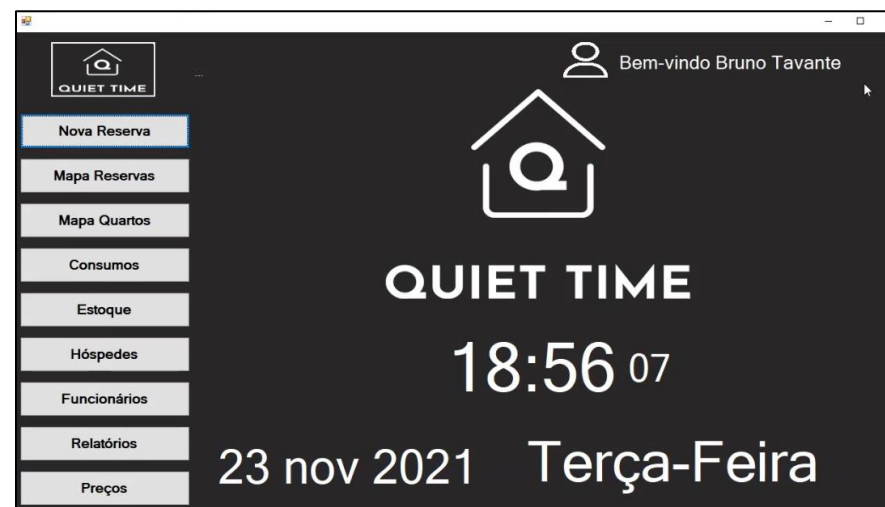 QUIET TIME
...
Bem-vindo Bruno Tavante
Nova Reserva
Mapa Reservas
Mapa Quartos
Consumos
Estoque
Hóspedes
Funcionários
Relatórios
Preços
Q
QUIET TIME
18:56 07
23 nov 2021 Terça-Feira